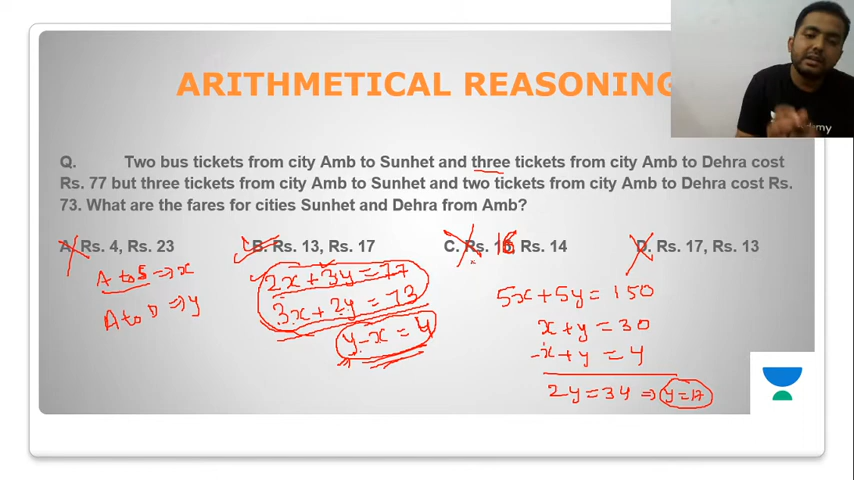 ARITHMETICAL REASONING
Q. Two bus tickets from city Amb to Sunhet and three tickets from city Amb to Dehra cost
Rs. 77 but three tickets from city Amb to Sunhet and two tickets from city Amb to Dehra cost Rs.
73. What are the fares for cities Sunhet and Dehra from Amb?
A. Rs. 4, Rs. 23 B. Rs. 13, Rs. 17 C. Rs. 16, Rs. 14 D. Rs. 17, Rs. 13
A to S ⇒ x
A to D ⇒ y
2x + 3y = 77
3x + 2y = 73
y - x = 4
5x + 5y = 150
x + y = 30
-x + y = 4
2y = 34 ⇒ y = 17